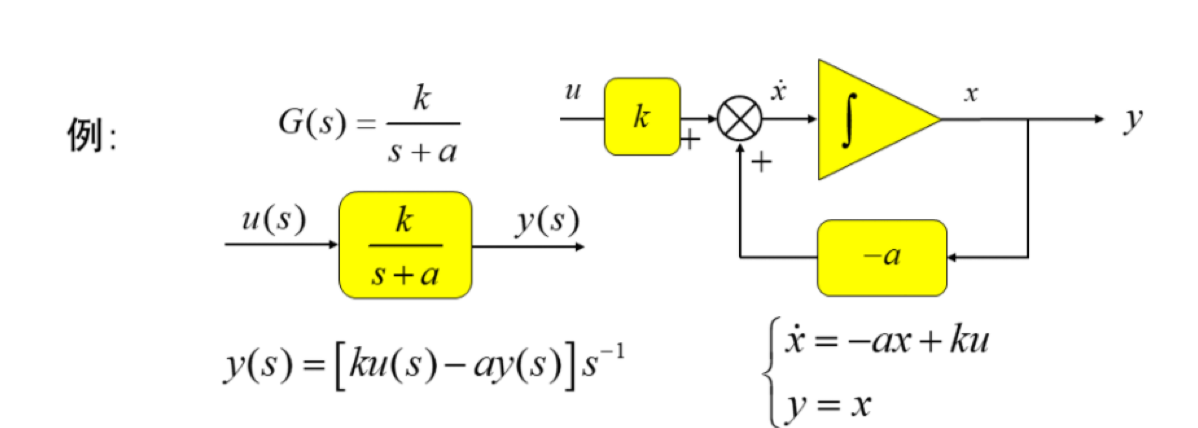 例:
G(s) = k/(s+a)
u k + ẋ ∫ x y
+
u(s) k/(s+a) y(s)
−a
y(s) = [ku(s) − ay(s)]s⁻¹
{ẋ = −ax + ku
y = x